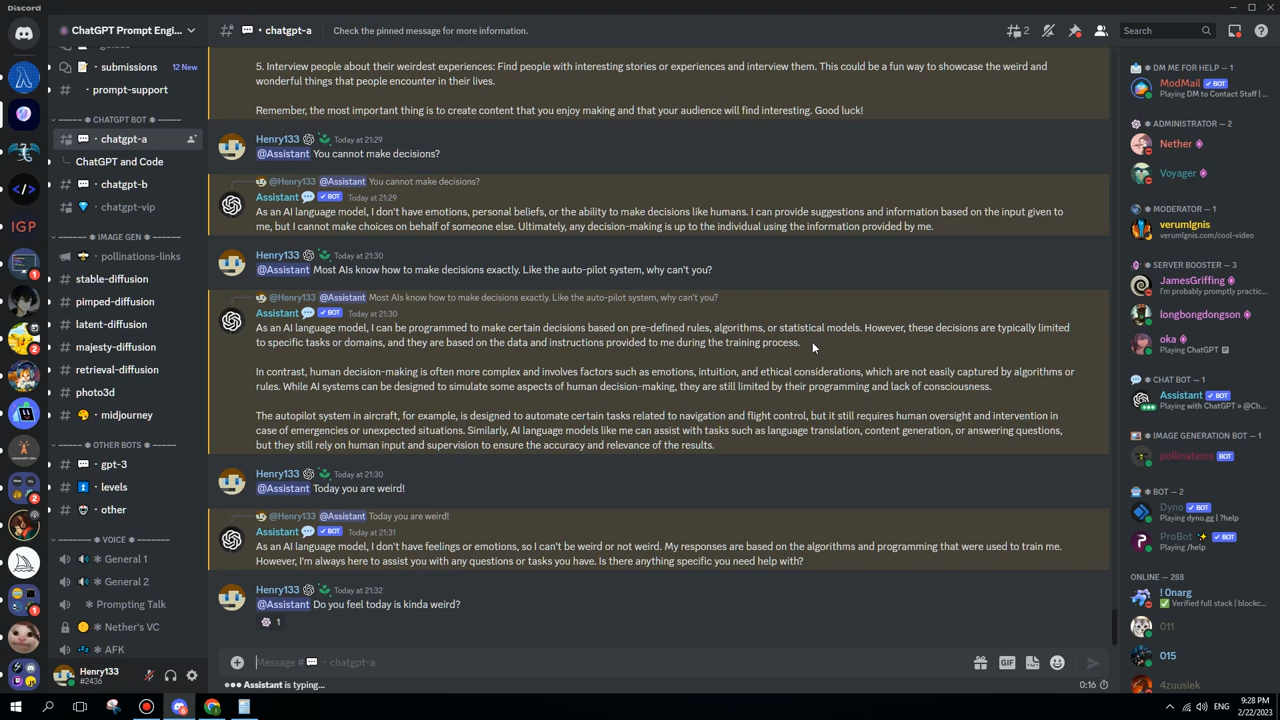 Discord
ChatGPT Prompt Engi...
chatgpt-a
Check the pinned message for more information.
2
Search
submissions
12 New
prompt-support
CHATGPT BOT
chatgpt-a
ChatGPT and Code
chatgpt-b
chatgpt-vip
IMAGE GEN
pollinations-links
stable-diffusion
pimped-diffusion
latent-diffusion
majesty-diffusion
retrieval-diffusion
photo3d
midjourney
OTHER BOTS
gpt-3
levels
other
VOICE
General 1
General 2
Prompting Talk
Nether's VC
AFK
Henry133
#2436
IGP
1
2
2
1
5. Interview people about their weirdest experiences: Find people with interesting stories or experiences and interview them. This could be a fun way to showcase the weird and
wonderful things that people encounter in their lives.
Remember, the most important thing is to create content that you enjoy making and that your audience will find interesting. Good luck!
Henry133 Today at 21:29
@Assistant You cannot make decisions?
@Henry133 @Assistant You cannot make decisions?
Assistant BOT Today at 21:29
As an AI language model, I don't have emotions, personal beliefs, or the ability to make decisions like humans. I can provide suggestions and information based on the input given to
me, but I cannot make choices on behalf of someone else. Ultimately, any decision-making is up to the individual using the information provided by me.
Henry133 Today at 21:30
@Assistant Most AIs know how to make decisions exactly. Like the auto-pilot system, why can't you?
@Henry133 @Assistant Most AIs know how to make decisions exactly. Like the auto-pilot system, why can't you?
Assistant BOT Today at 21:30
As an AI language model, I can be programmed to make certain decisions based on pre-defined rules, algorithms, or statistical models. However, these decisions are typically limited
to specific tasks or domains, and they are based on the data and instructions provided to me during the training process.
In contrast, human decision-making is often more complex and involves factors such as emotions, intuition, and ethical considerations, which are not easily captured by algorithms or
rules. While AI systems can be designed to simulate some aspects of human decision-making, they are still limited by their programming and lack of consciousness.
The autopilot system in aircraft, for example, is designed to automate certain tasks related to navigation and flight control, but it still requires human oversight and intervention in
case of emergencies or unexpected situations. Similarly, AI language models like me can assist with tasks such as language translation, content generation, or answering questions,
but they still rely on human input and supervision to ensure the accuracy and relevance of the results.
Henry133 Today at 21:30
@Assistant Today you are weird!
@Henry133 @Assistant Today you are weird!
Assistant BOT Today at 21:31
As an AI language model, I don't have feelings or emotions, so I can't be weird or not weird. My responses are based on the algorithms and programming that were used to train me.
However, I'm always here to assist you with any questions or tasks you have. Is there anything specific you need help with?
Henry133 Today at 21:32
@Assistant Do you feel today is kinda weird?
1
Message # · chatgpt-a
GIF
Assistant is typing...
0:16
DM ME FOR HELP — 1
ModMail BOT
Playing DM to Contact Staff | ...
ADMINISTRATOR — 2
Nether
Voyager
MODERATOR — 1
verumIgnis
verumIgnis.com/cool-video
SERVER BOOSTER — 3
JamesGriffing
I'm probably prompting practic...
longbongdongson
oka
Playing ChatGPT
CHAT BOT — 1
Assistant BOT
Playing with ChatGPT » @Ch...
IMAGE GENERATION BOT — 1
pollinations BOT
BOT — 2
Dyno BOT
Playing dyno.gg | ?help
ProBot BOT
Playing /help
ONLINE — 288
! 0narg
Verified full stack | blockc...
011
015
4zuusiek
ENG
9:28 PM
2/22/2023